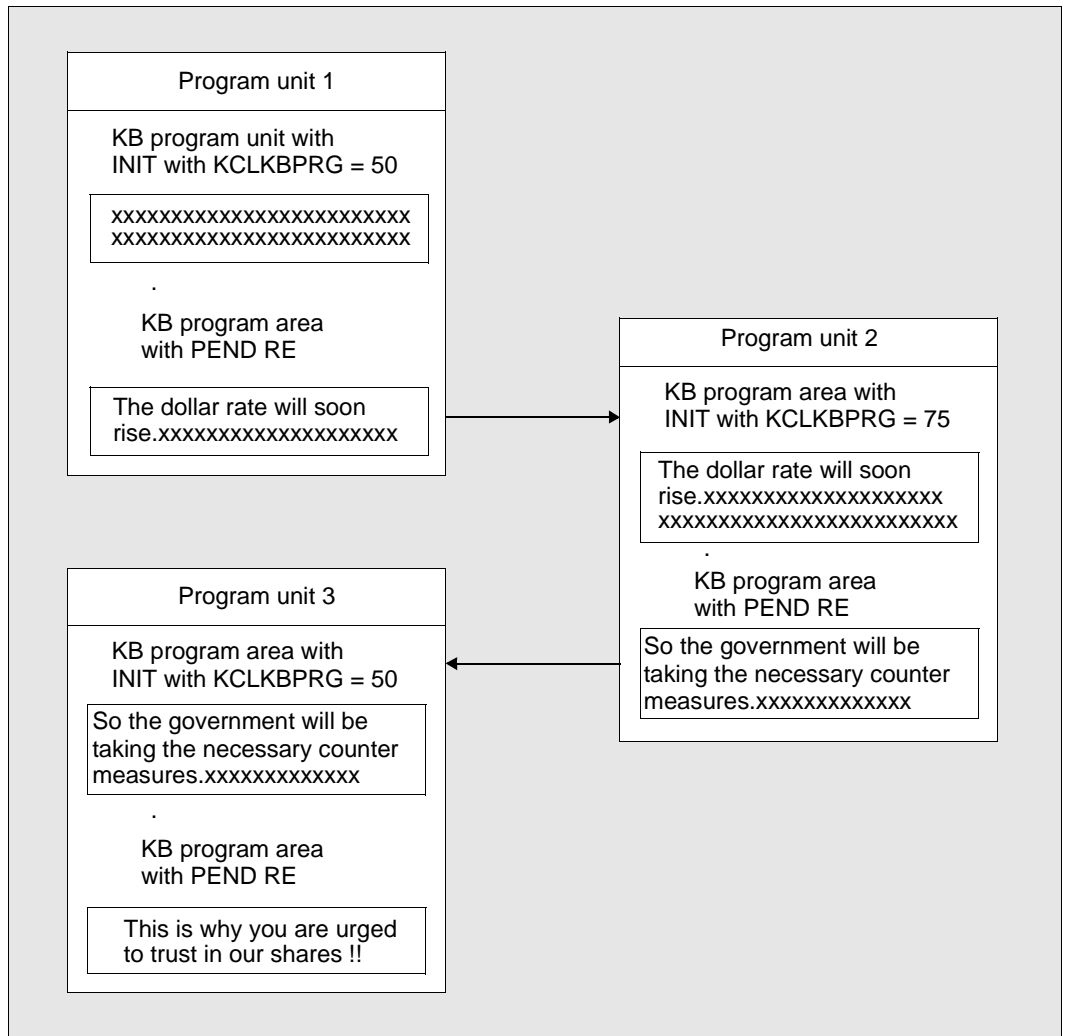 Program unit 1
KB program unit with
INIT with KCLKBPRG = 50
xxxxxxxxxxxxxxxxxxxxxxxxx
xxxxxxxxxxxxxxxxxxxxxxxxx
.
KB program area
with PEND RE
The dollar rate will soon
rise.xxxxxxxxxxxxxxxxxxxx
Program unit 2
KB program area with
INIT with KCLKBPRG = 75
The dollar rate will soon
rise.xxxxxxxxxxxxxxxxxxxx
xxxxxxxxxxxxxxxxxxxxxxxxx
.
KB program area
with PEND RE
So the government will be
taking the necessary counter
measures.xxxxxxxxxxxxx
Program unit 3
KB program area with
INIT with KCLKBPRG = 50
So the government will be
taking the necessary counter
measures.xxxxxxxxxxxxx
.
KB program area
with PEND RE
This is why you are urged
to trust in our shares !!